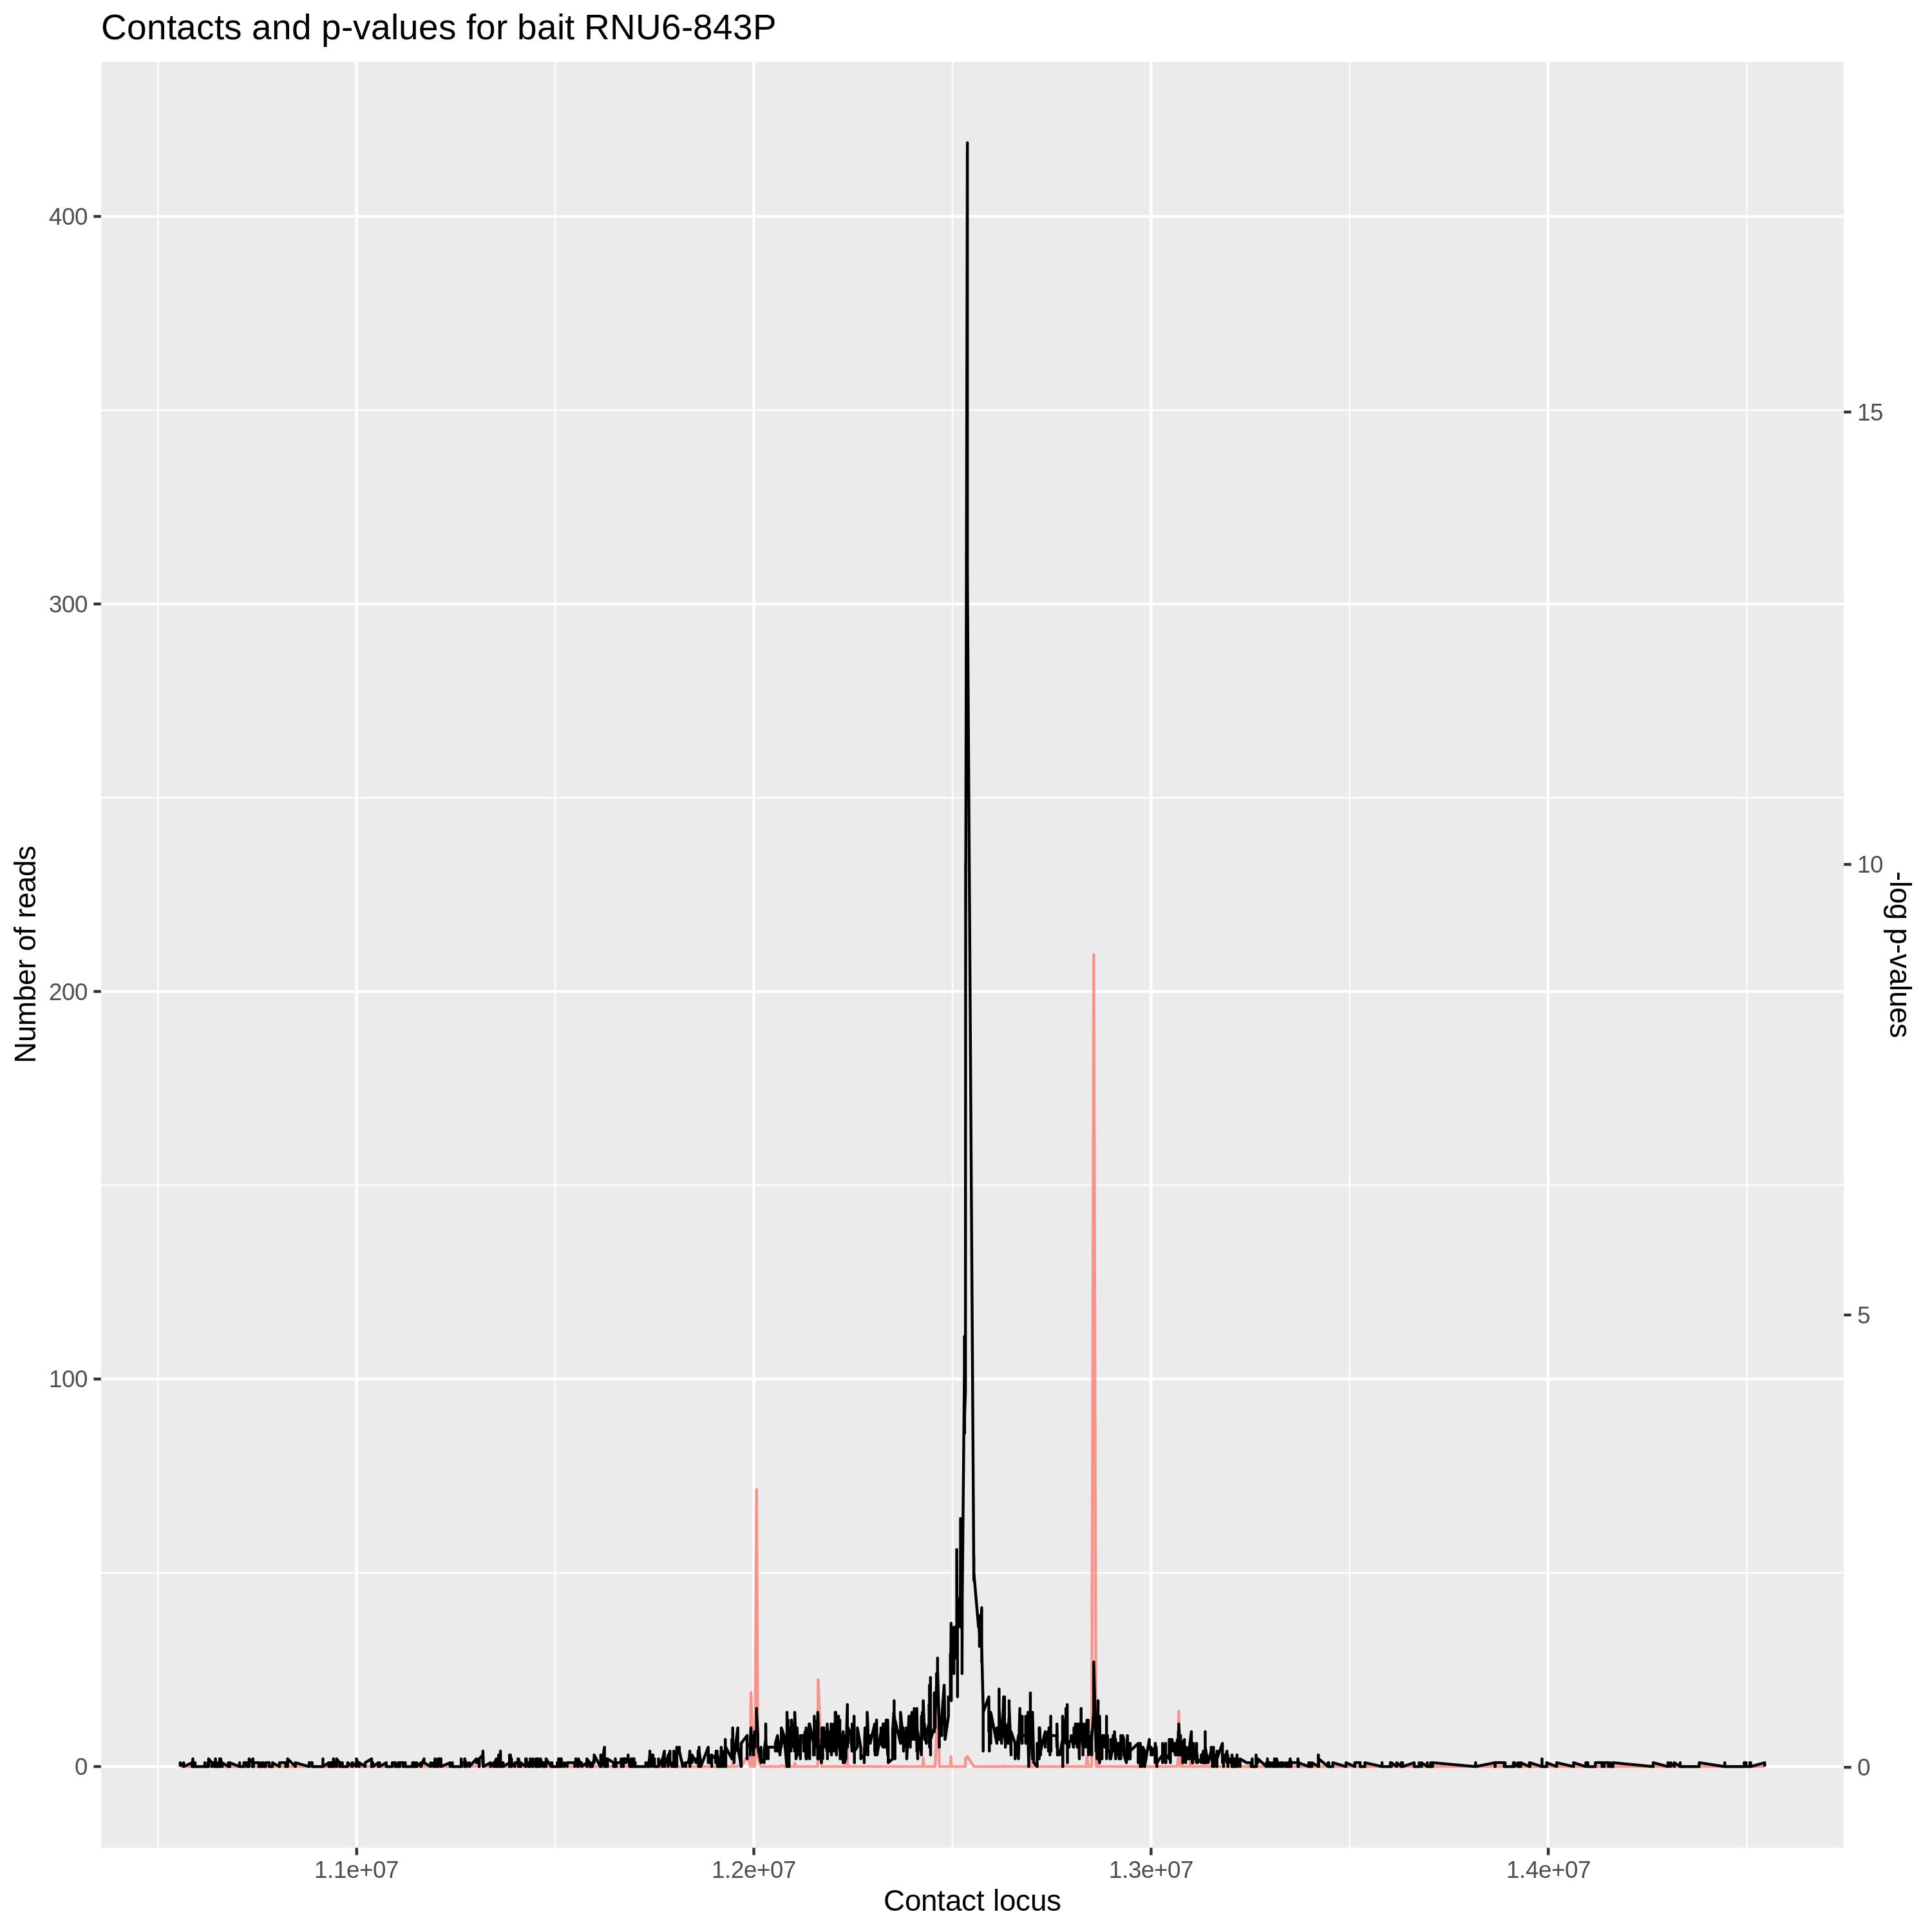 Contacts and p-values for bait RNU6-843P
400
300
200
100
0
Number of reads
15
10
5
0
-log p-values
1.1e+07
1.2e+07
1.3e+07
1.4e+07
Contact locus